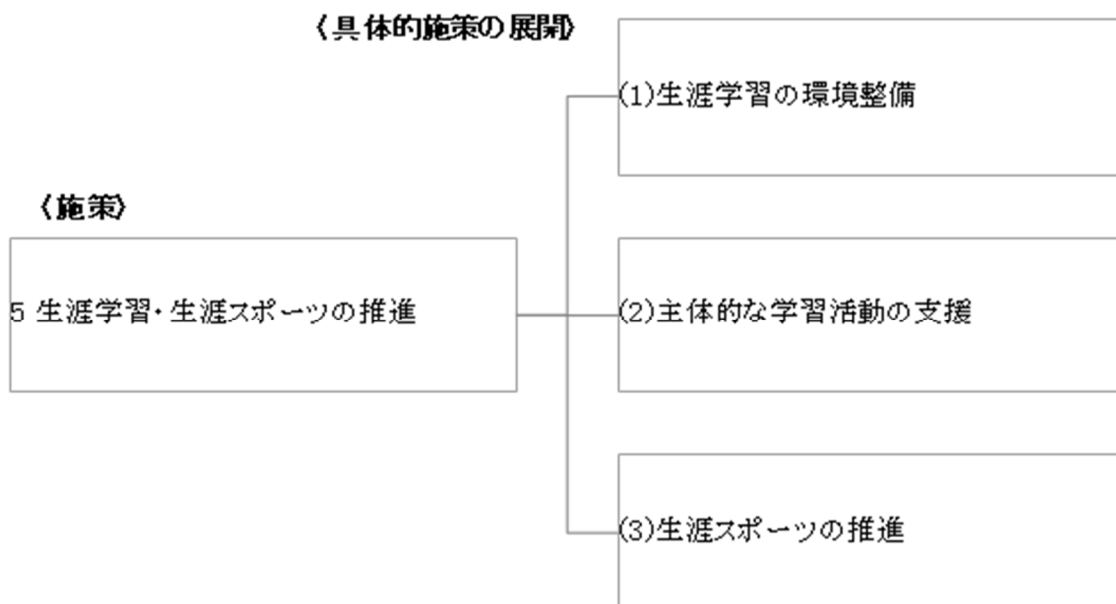 〈具体的施策の展開〉
(1)生涯学習の環境整備
〈施策〉
5 生涯学習・生涯スポーツの推進
(2)主体的な学習活動の支援
(3)生涯スポーツの推進